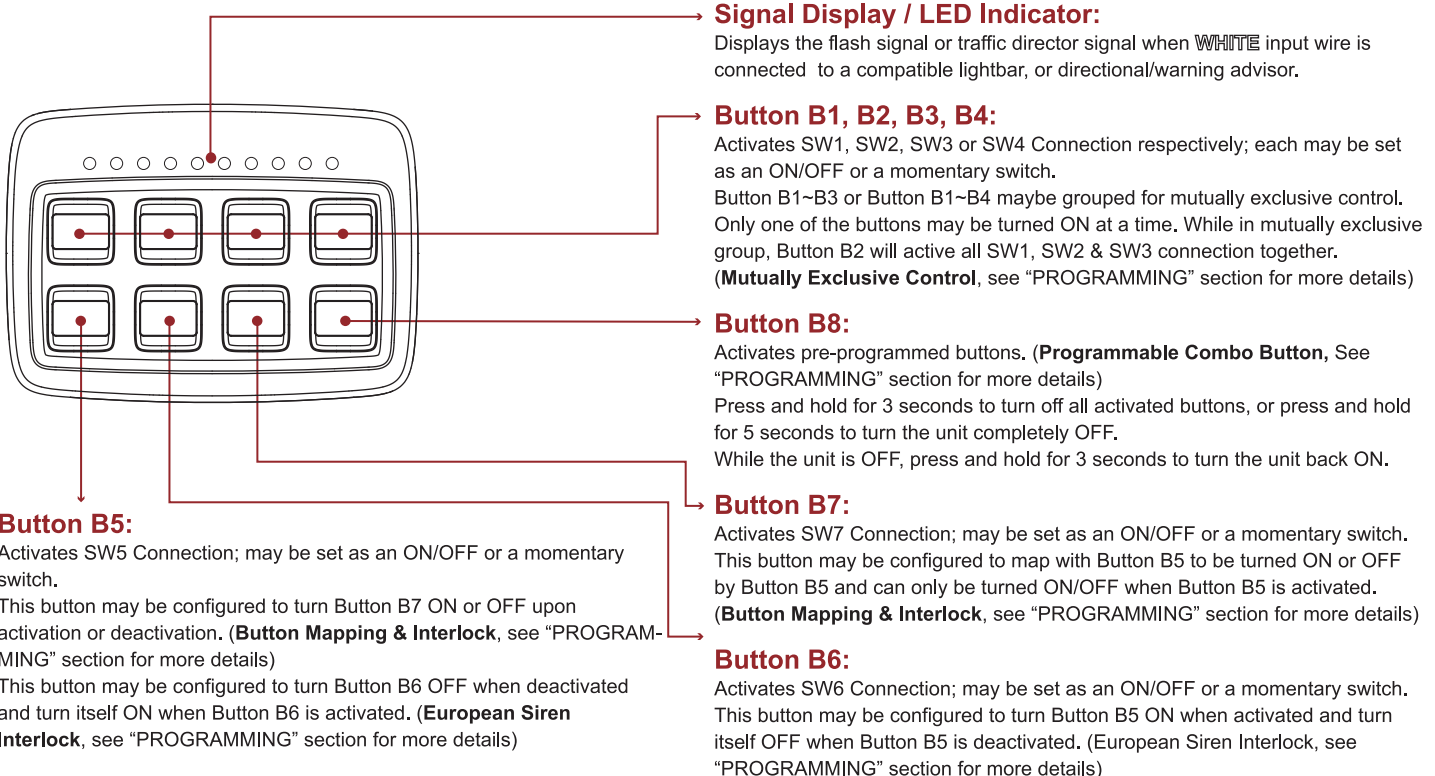 Signal Display / LED Indicator:
Displays the flash signal or traffic director signal when WHITE input wire is
connected to a compatible lightbar, or directional/warning advisor.
Button B1, B2, B3, B4:
Activates SW1, SW2, SW3 or SW4 Connection respectively; each may be set
as an ON/OFF or a momentary switch.
Button B1~B3 or Button B1~B4 maybe grouped for mutually exclusive control.
Only one of the buttons may be turned ON at a time. While in mutually exclusive
group, Button B2 will active all SW1, SW2 & SW3 connection together.
(Mutually Exclusive Control, see “PROGRAMMING” section for more details)
Button B8:
Activates pre-programmed buttons. (Programmable Combo Button, See
“PROGRAMMING” section for more details)
Press and hold for 3 seconds to turn off all activated buttons, or press and hold
for 5 seconds to turn the unit completely OFF.
While the unit is OFF, press and hold for 3 seconds to turn the unit back ON.
Button B7:
Activates SW7 Connection; may be set as an ON/OFF or a momentary switch.
This button may be configured to map with Button B5 to be turned ON or OFF
by Button B5 and can only be turned ON/OFF when Button B5 is activated.
(Button Mapping & Interlock, see “PROGRAMMING” section for more details)
Button B6:
Activates SW6 Connection; may be set as an ON/OFF or a momentary switch.
This button may be configured to turn Button B5 ON when activated and turn
itself OFF when Button B5 is deactivated. (European Siren Interlock, see
“PROGRAMMING” section for more details)
Button B5:
Activates SW5 Connection; may be set as an ON/OFF or a momentary
switch.
This button may be configured to turn Button B7 ON or OFF upon
activation or deactivation. (Button Mapping & Interlock, see “PROGRAM-
MING” section for more details)
This button may be configured to turn Button B6 OFF when deactivated
and turn itself ON when Button B6 is activated. (European Siren
Interlock, see “PROGRAMMING” section for more details)